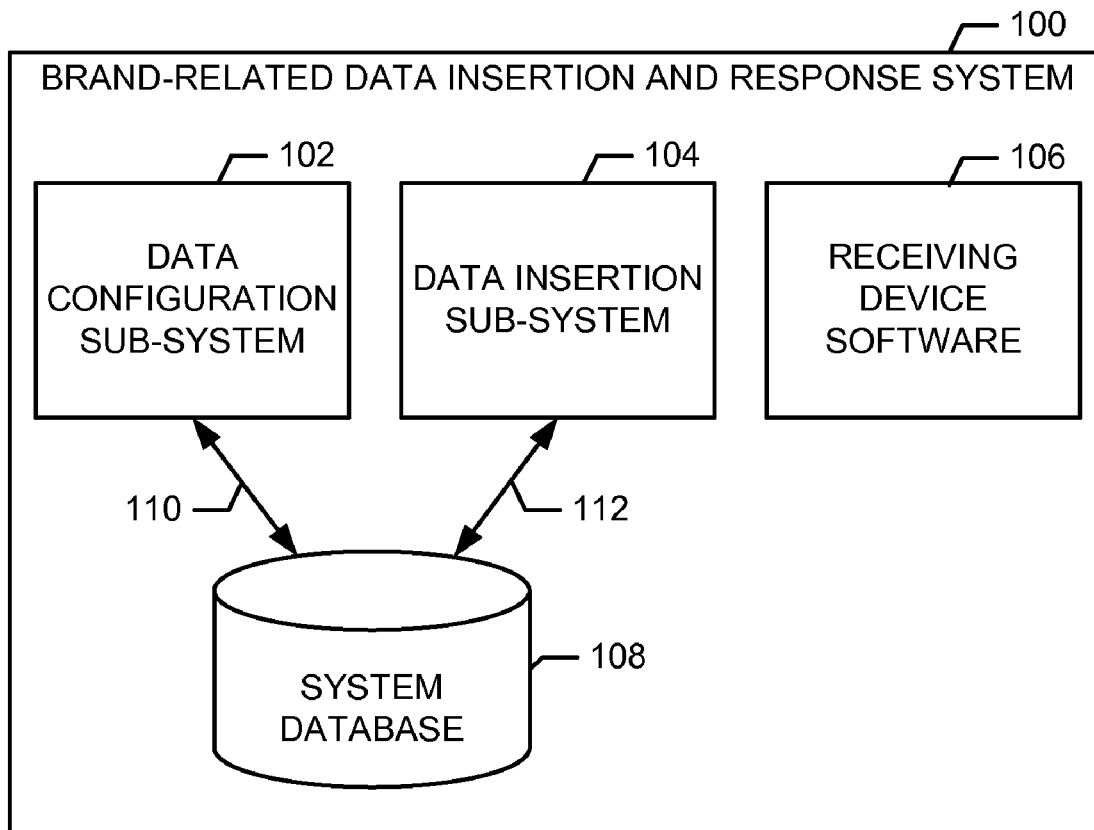 100
BRAND-RELATED DATA INSERTION AND RESPONSE SYSTEM
102
104
106
DATA
CONFIGURATION
SUB-SYSTEM
DATA INSERTION
SUB-SYSTEM
RECEIVING
DEVICE
SOFTWARE
110
112
108
SYSTEM
DATABASE